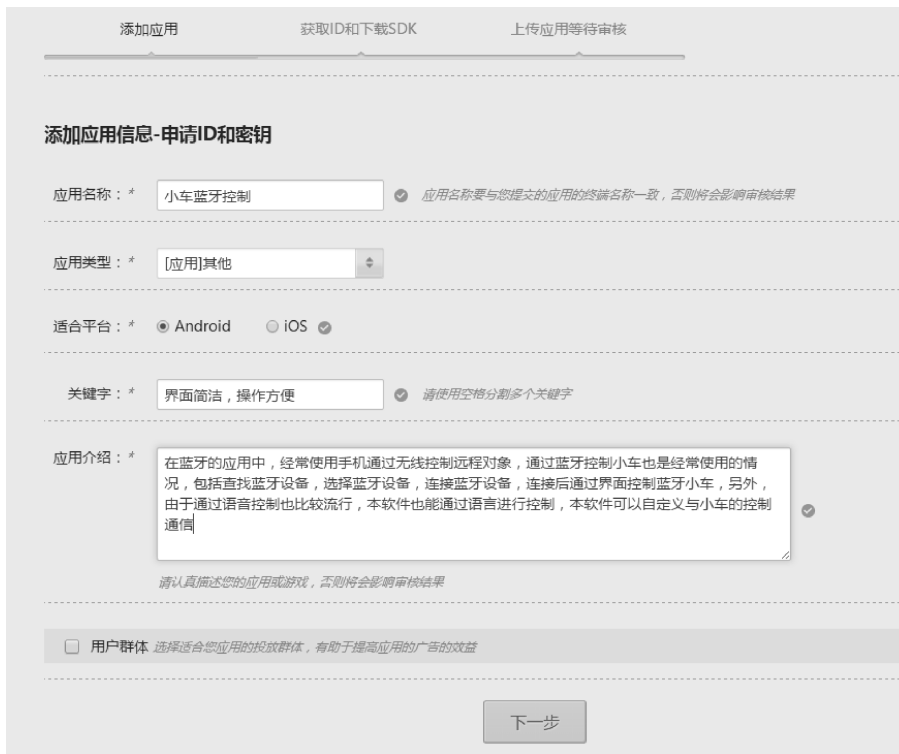 添加应用 获取ID和下载SDK 上传应用等待审核
添加应用信息-申请ID和密钥
应用名称：* 小车蓝牙控制 应用名称要与您提交的应用的终端名称一致，否则将会影响审核结果
应用类型：* [应用]其他
适合平台：* Android iOS
关键字：* 界面简洁，操作方便 请使用空格分割多个关键字
应用介绍：* 在蓝牙的应用中，经常使用手机通过无线控制远程对象，通过蓝牙控制小车也是经常使用的情
况，包括查找蓝牙设备，选择蓝牙设备，连接蓝牙设备，连接后通过界面控制蓝牙小车，另外，
由于通过语音控制也比较流行，本软件也能通过语言进行控制，本软件可以自定义与小车的控制
通信
请认真描述您的应用或游戏，否则将会影响审核结果
用户群体 选择适合您应用的投放群体，有助于提高应用的广告的效益
下一步